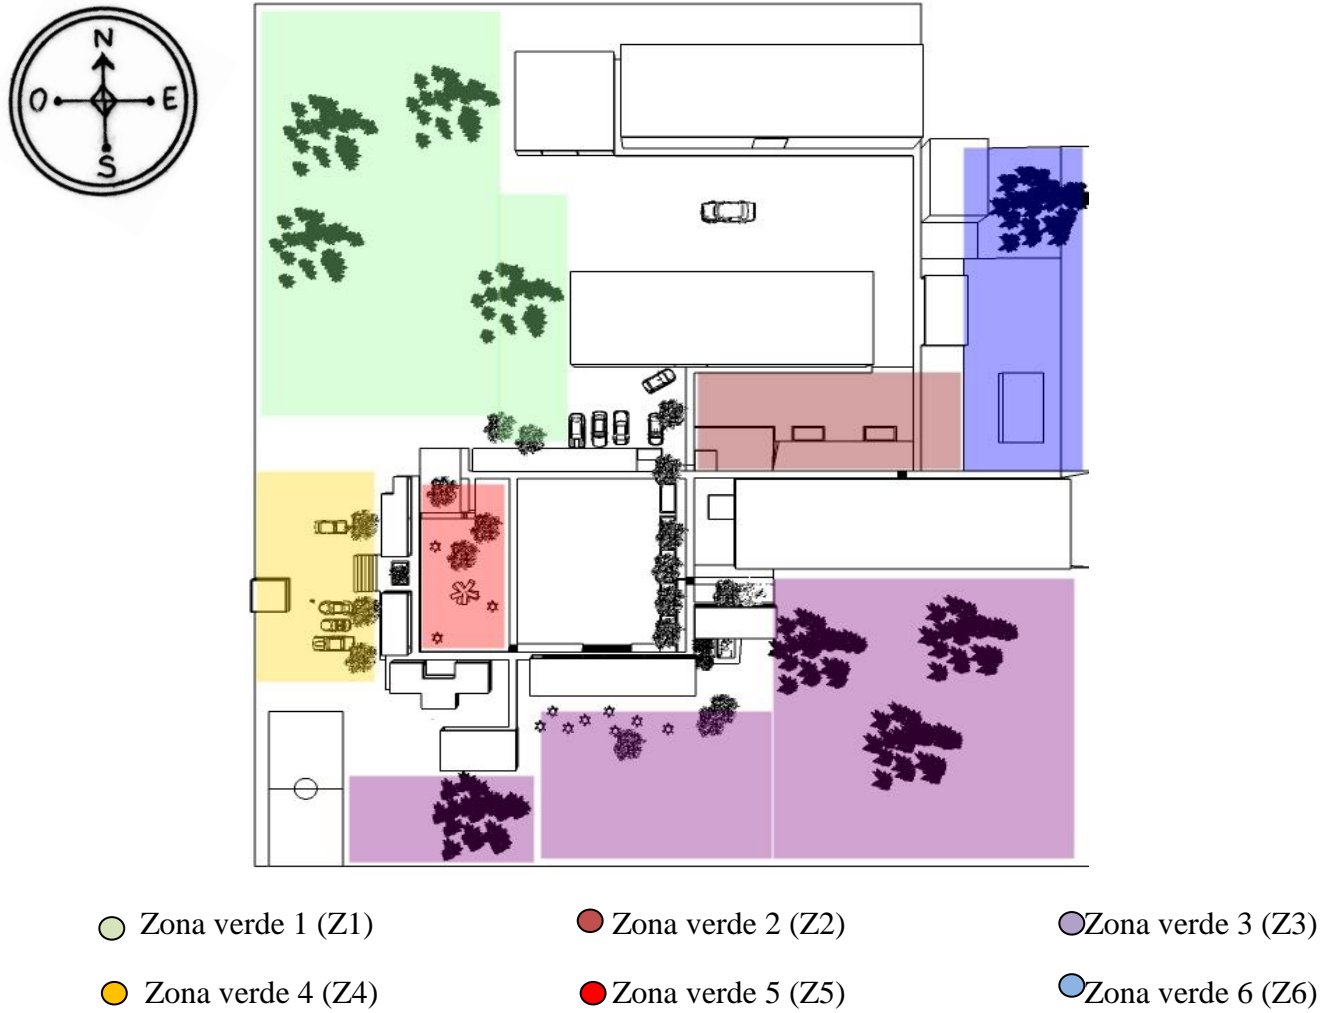 N
O E
S
Zona verde 1 (Z1) Zona verde 2 (Z2) Zona verde 3 (Z3)
Zona verde 4 (Z4) Zona verde 5 (Z5) Zona verde 6 (Z6)